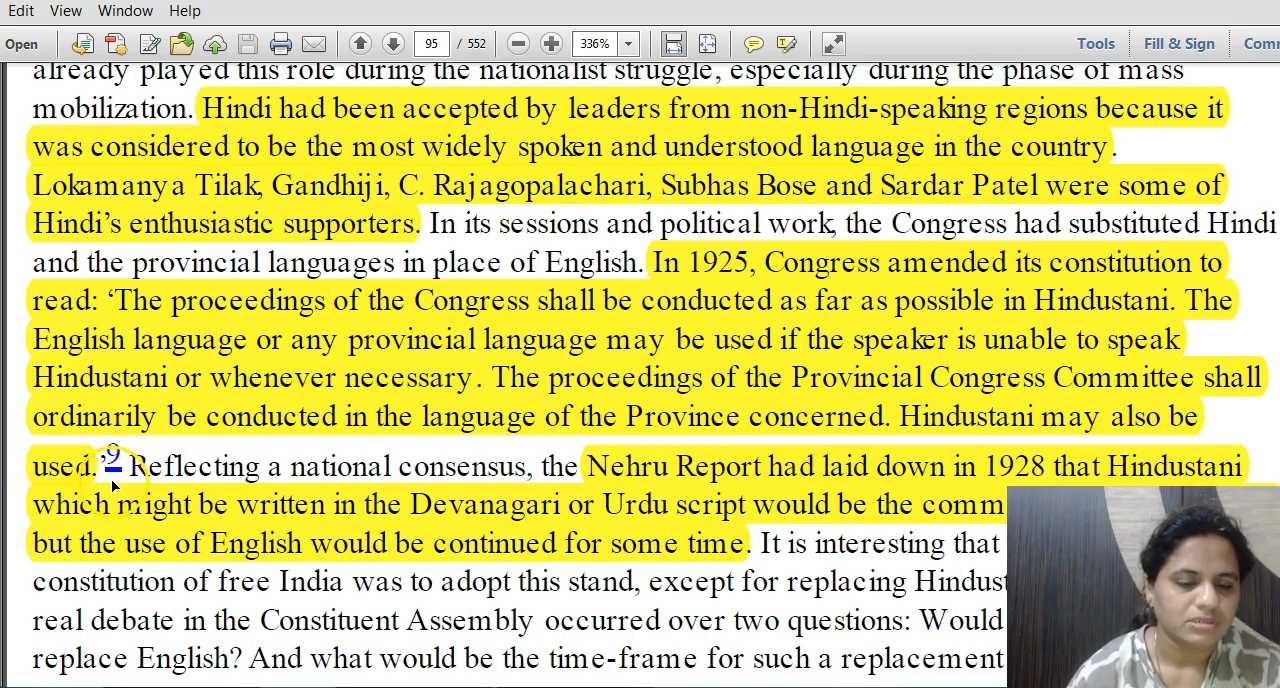 Edit View Window Help
Open 95 / 552 336% Tools Fill & Sign
already played this role during the nationalist struggle, especially during the phase of mass
mobilization. Hindi had been accepted by leaders from non-Hindi-speaking regions because it
was considered to be the most widely spoken and understood language in the country.
Lokamanya Tilak, Gandhiji, C. Rajagopalachari, Subhas Bose and Sardar Patel were some of
Hindi's enthusiastic supporters. In its sessions and political work, the Congress had substituted Hindi
and the provincial languages in place of English. In 1925, Congress amended its constitution to
read: ‘The proceedings of the Congress shall be conducted as far as possible in Hindustani. The
English language or any provincial language may be used if the speaker is unable to speak
Hindustani or whenever necessary. The proceedings of the Provincial Congress Committee shall
ordinarily be conducted in the language of the Province concerned. Hindustani may also be
used.’9 Reflecting a national consensus, the Nehru Report had laid down in 1928 that Hindustani
which might be written in the Devanagari or Urdu script would be the
but the use of English would be continued for some time. It is interesting that
constitution of free India was to adopt this stand, except for replacing
real debate in the Constituent Assembly occurred over two questions: Would
replace English? And what would be the time-frame for such a replacement